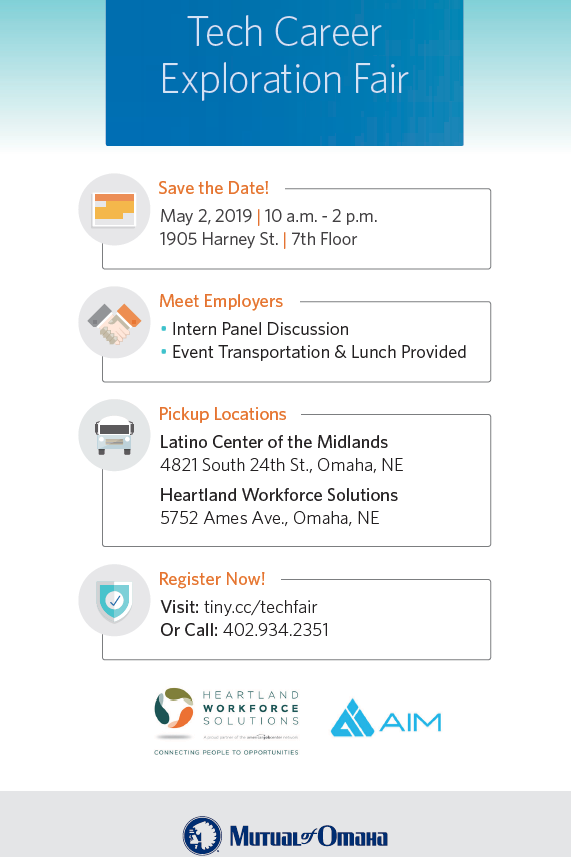 Tech Career
Exploration Fair
Save the Date!
May 2, 2019 | 10 a.m. - 2 p.m.
1905 Harney St. | 7th Floor
Meet Employers
• Intern Panel Discussion
• Event Transportation & Lunch Provided
Pickup Locations
Latino Center of the Midlands
4821 South 24th St., Omaha, NE
Heartland Workforce Solutions
5752 Ames Ave., Omaha, NE
Register Now!
Visit: tiny.cc/techfair
Or Call: 402.934.2351
HEARTLAND
WORKFORCE
SOLUTIONS
A proud partner of the americanjobcenter network
CONNECTING PEOPLE TO OPPORTUNITIES
AIM
Mutual of Omaha